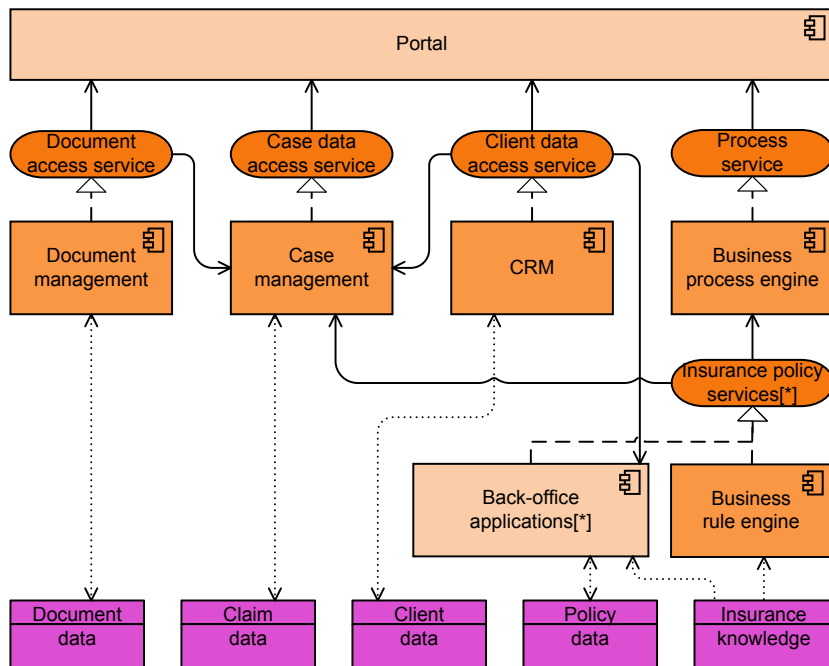 Portal
Document
access service
Case data
access service
Client data
access service
Process
service
Document
management
Case
management
CRM
Business
process engine
Insurance policy
services[*]
Back-office
applications[*]
Business
rule engine
Document
data
Claim
data
Client
data
Policy
data
Insurance
knowledge